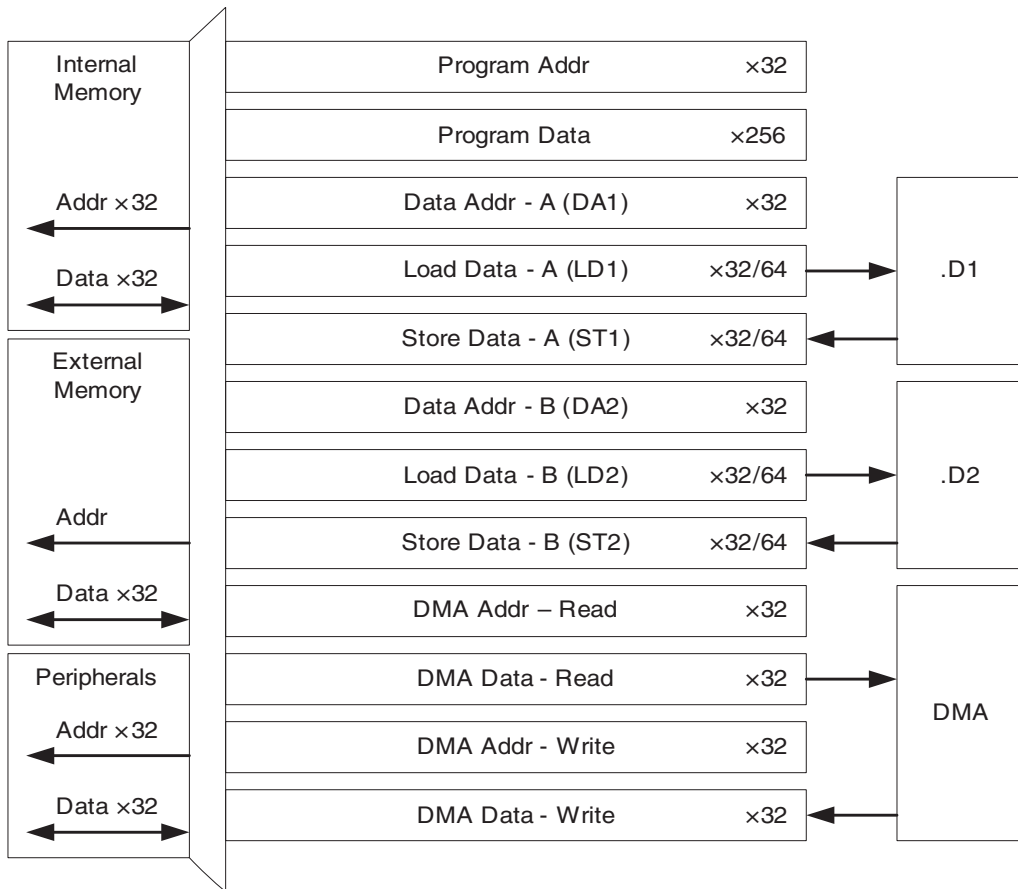 Internal
Memory
Addr ×32
Data ×32
External
Memory
Addr
Data ×32
Peripherals
Addr ×32
Data ×32
Program Addr ×32
Program Data ×256
Data Addr - A (DA1) ×32
Load Data - A (LD1) ×32/64
Store Data - A (ST1) ×32/64
Data Addr - B (DA2) ×32
Load Data - B (LD2) ×32/64
Store Data - B (ST2) ×32/64
DMA Addr – Read ×32
DMA Data - Read ×32
DMA Addr - Write ×32
DMA Data - Write ×32
.D1
.D2
DMA